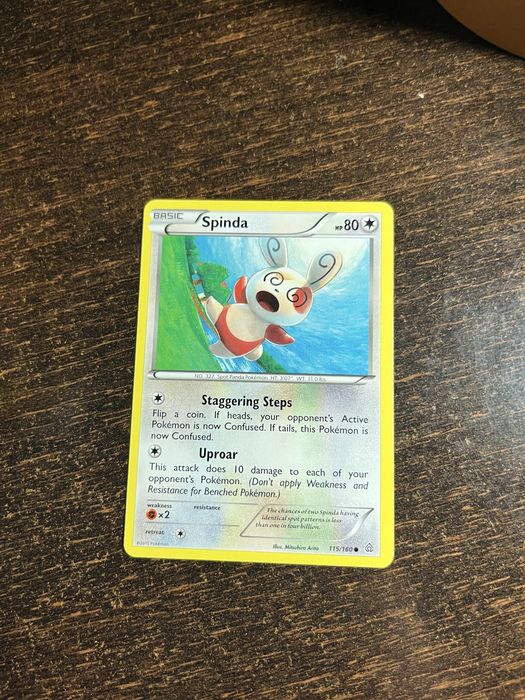 BASIC Spinda HP 80
NO. 327 Spot Panda Pokémon HT: 3'07" WT: 11.0 lbs.
Staggering Steps
Flip a coin. If heads, your opponent's Active
Pokémon is now Confused. If tails, this Pokémon is
now Confused.
Uproar
This attack does 10 damage to each of your
opponent's Pokémon. (Don't apply Weakness and
Resistance for Benched Pokémon.)
weakness resistance
×2
retreat
The chances of two Spinda having
identical spot patterns is less
than one in four billion.
©2015 Pokémon Illus. Mitsuhiro Arita 115/160